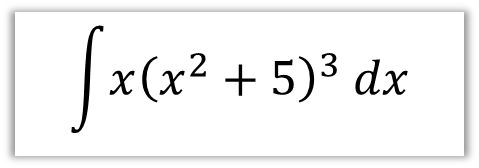 ∫x(x² + 5)³ dx